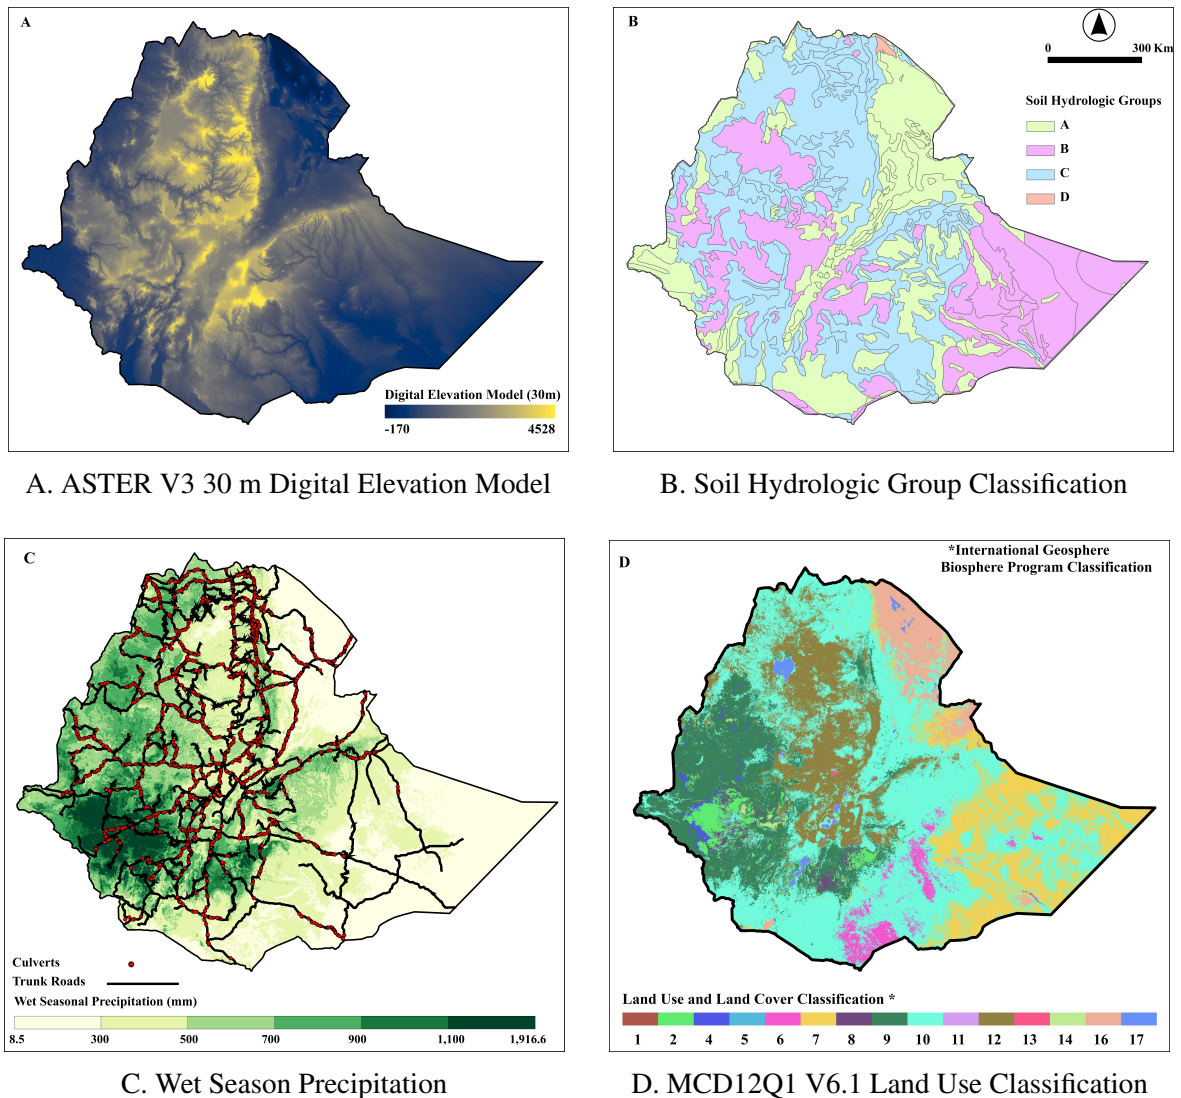 A
Digital Elevation Model (30m)
-170 4528
A. ASTER V3 30 m Digital Elevation Model
B
0 300 Km
Soil Hydrologic Groups
A
B
C
D
B. Soil Hydrologic Group Classification
C
Culverts
Trunk Roads
Wet Seasonal Precipitation (mm)
8.5 300 500 700 900 1,100 1,916.6
C. Wet Season Precipitation
D
*International Geosphere
Biosphere Program Classification
Land Use and Land Cover Classification *
1 2 4 5 6 7 8 9 10 11 12 13 14 16 17
D. MCD12Q1 V6.1 Land Use Classification